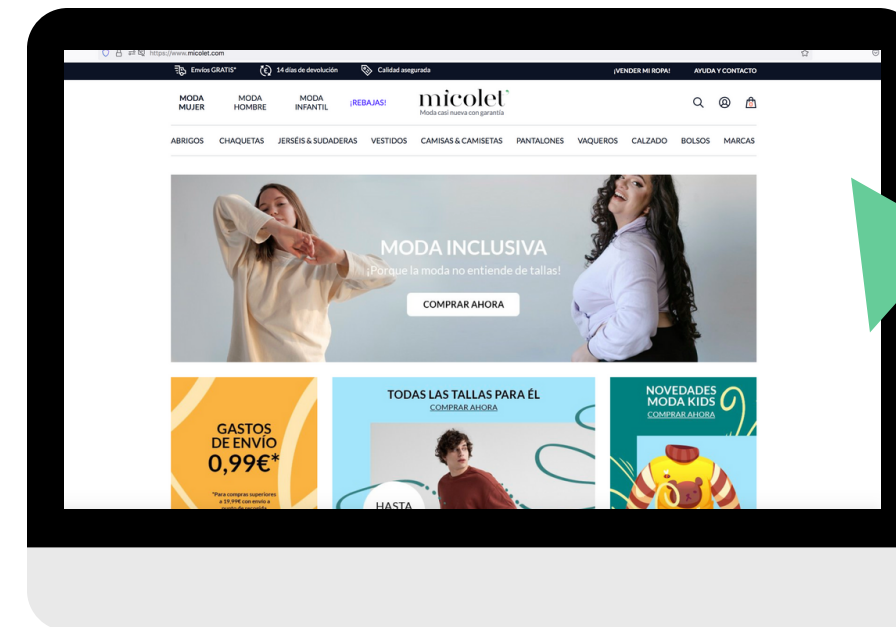 https://www.micolet.com
Envíos GRATIS*
14 días de devolución
Calidad asegurada
¡VENDER MI ROPA!
AYUDA Y CONTACTO
MODA
MUJER
MODA
HOMBRE
MODA
INFANTIL
¡REBAJAS!
micolet
Moda casi nueva con garantía
ABRIGOS
CHAQUETAS
JERSÉIS & SUDADERAS
VESTIDOS
CAMISAS & CAMISETAS
PANTALONES
VAQUEROS
CALZADO
BOLSOS
MARCAS
MODA INCLUSIVA
¡Porque la moda no entiende de tallas!
COMPRAR AHORA
GASTOS
DE ENVÍO
0,99€*
*Para compras superiores
a 19,99€ con envío a
TODAS LAS TALLAS PARA ÉL
COMPRAR AHORA
HASTA
NOVEDADES
MODA KIDS
COMPRAR AHORA